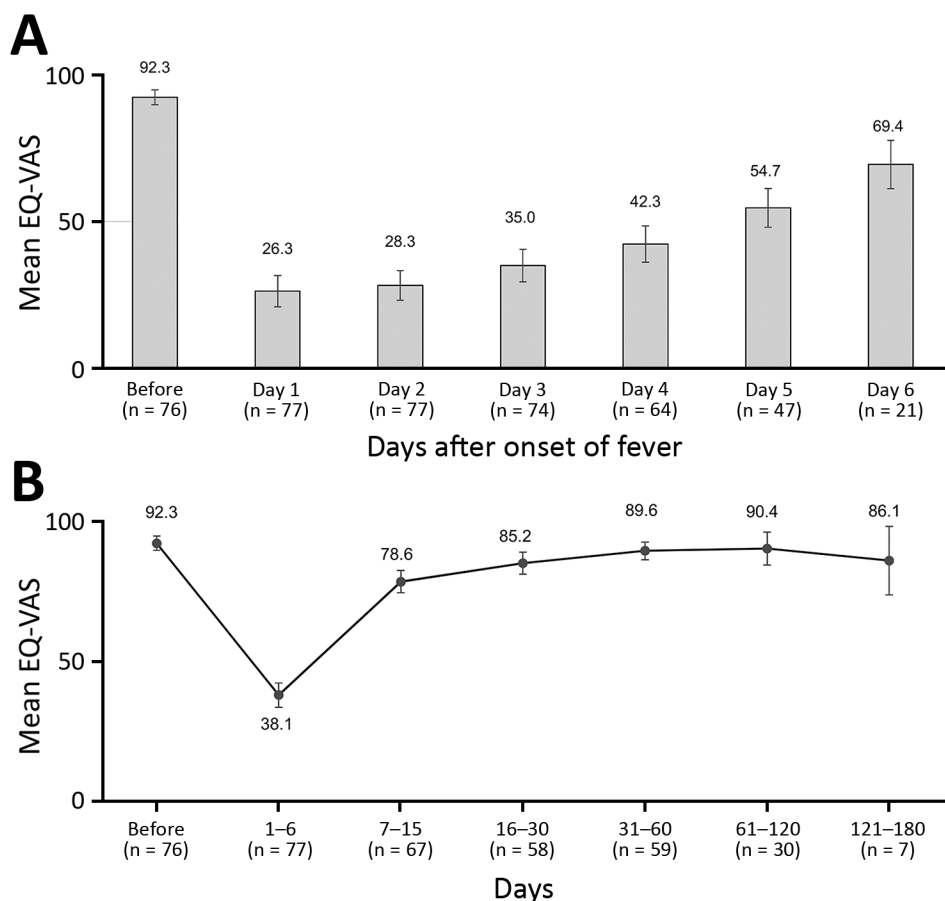 A
92.3
100
69.4
54.7
Mean EQ-VAS
42.3
50
35.0
28.3
26.3
0
Before Day 1 Day 2 Day 3 Day 4 Day 5 Day 6
(n = 76) (n = 77) (n = 77) (n = 74) (n = 64) (n = 47) (n = 21)
Days after onset of fever
B
92.3 89.6 90.4 86.1
100
85.2
78.6
Mean EQ-VAS
50
38.1
0
Before 1–6 7–15 16–30 31–60 61–120 121–180
(n = 76) (n = 77) (n = 67) (n = 58) (n = 59) (n = 30) (n = 7)
Days